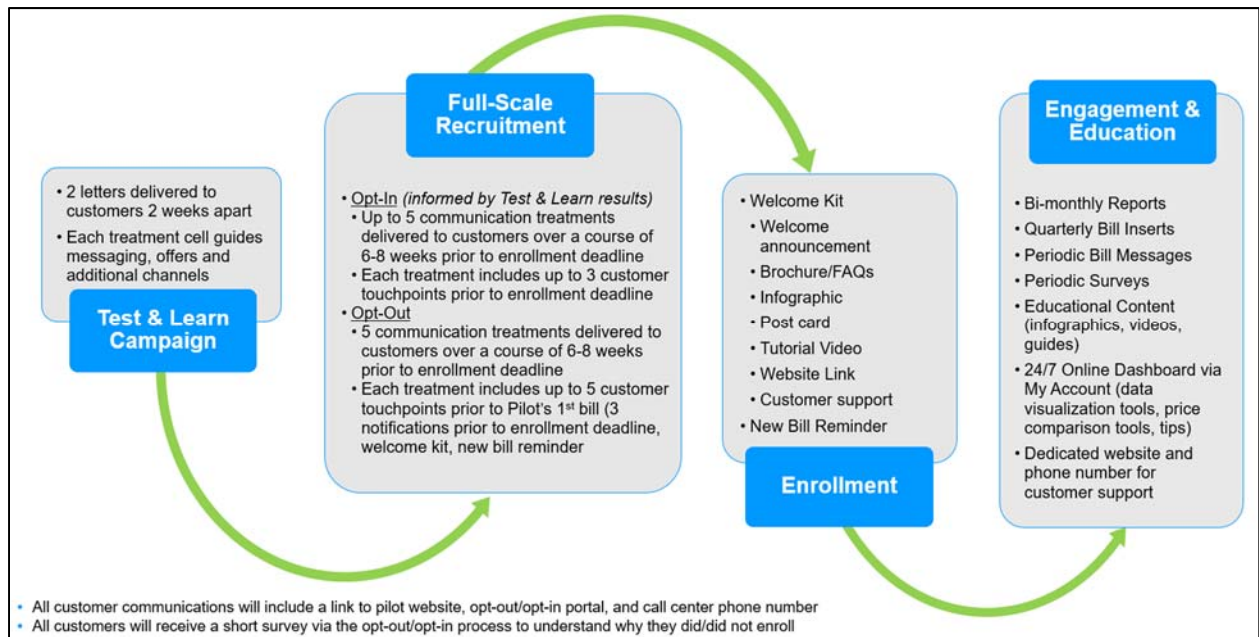 • 2 letters delivered to
customers 2 weeks apart
• Each treatment cell guides
messaging, offers and
additional channels
Test & Learn
Campaign
Full-Scale
Recruitment
• Opt-In (informed by Test & Learn results)
• Up to 5 communication treatments
delivered to customers over a course of
6-8 weeks prior to enrollment deadline
• Each treatment includes up to 3 customer
touchpoints prior to enrollment deadline
• Opt-Out
• 5 communication treatments delivered to
customers over a course of 6-8 weeks
prior to enrollment deadline
• Each treatment includes up to 5 customer
touchpoints prior to Pilot's 1st bill (3
notifications prior to enrollment deadline,
welcome kit, new bill reminder
• Welcome Kit
• Welcome
announcement
• Brochure/FAQs
• Infographic
• Post card
• Tutorial Video
• Website Link
• Customer support
• New Bill Reminder
Enrollment
Engagement &
Education
• Bi-monthly Reports
• Quarterly Bill Inserts
• Periodic Bill Messages
• Periodic Surveys
• Educational Content
(infographics, videos,
guides)
• 24/7 Online Dashboard via
My Account (data
visualization tools, price
comparison tools, tips)
• Dedicated website and
phone number for
customer support
• All customer communications will include a link to pilot website, opt-out/opt-in portal, and call center phone number
• All customers will receive a short survey via the opt-out/opt-in process to understand why they did/did not enroll